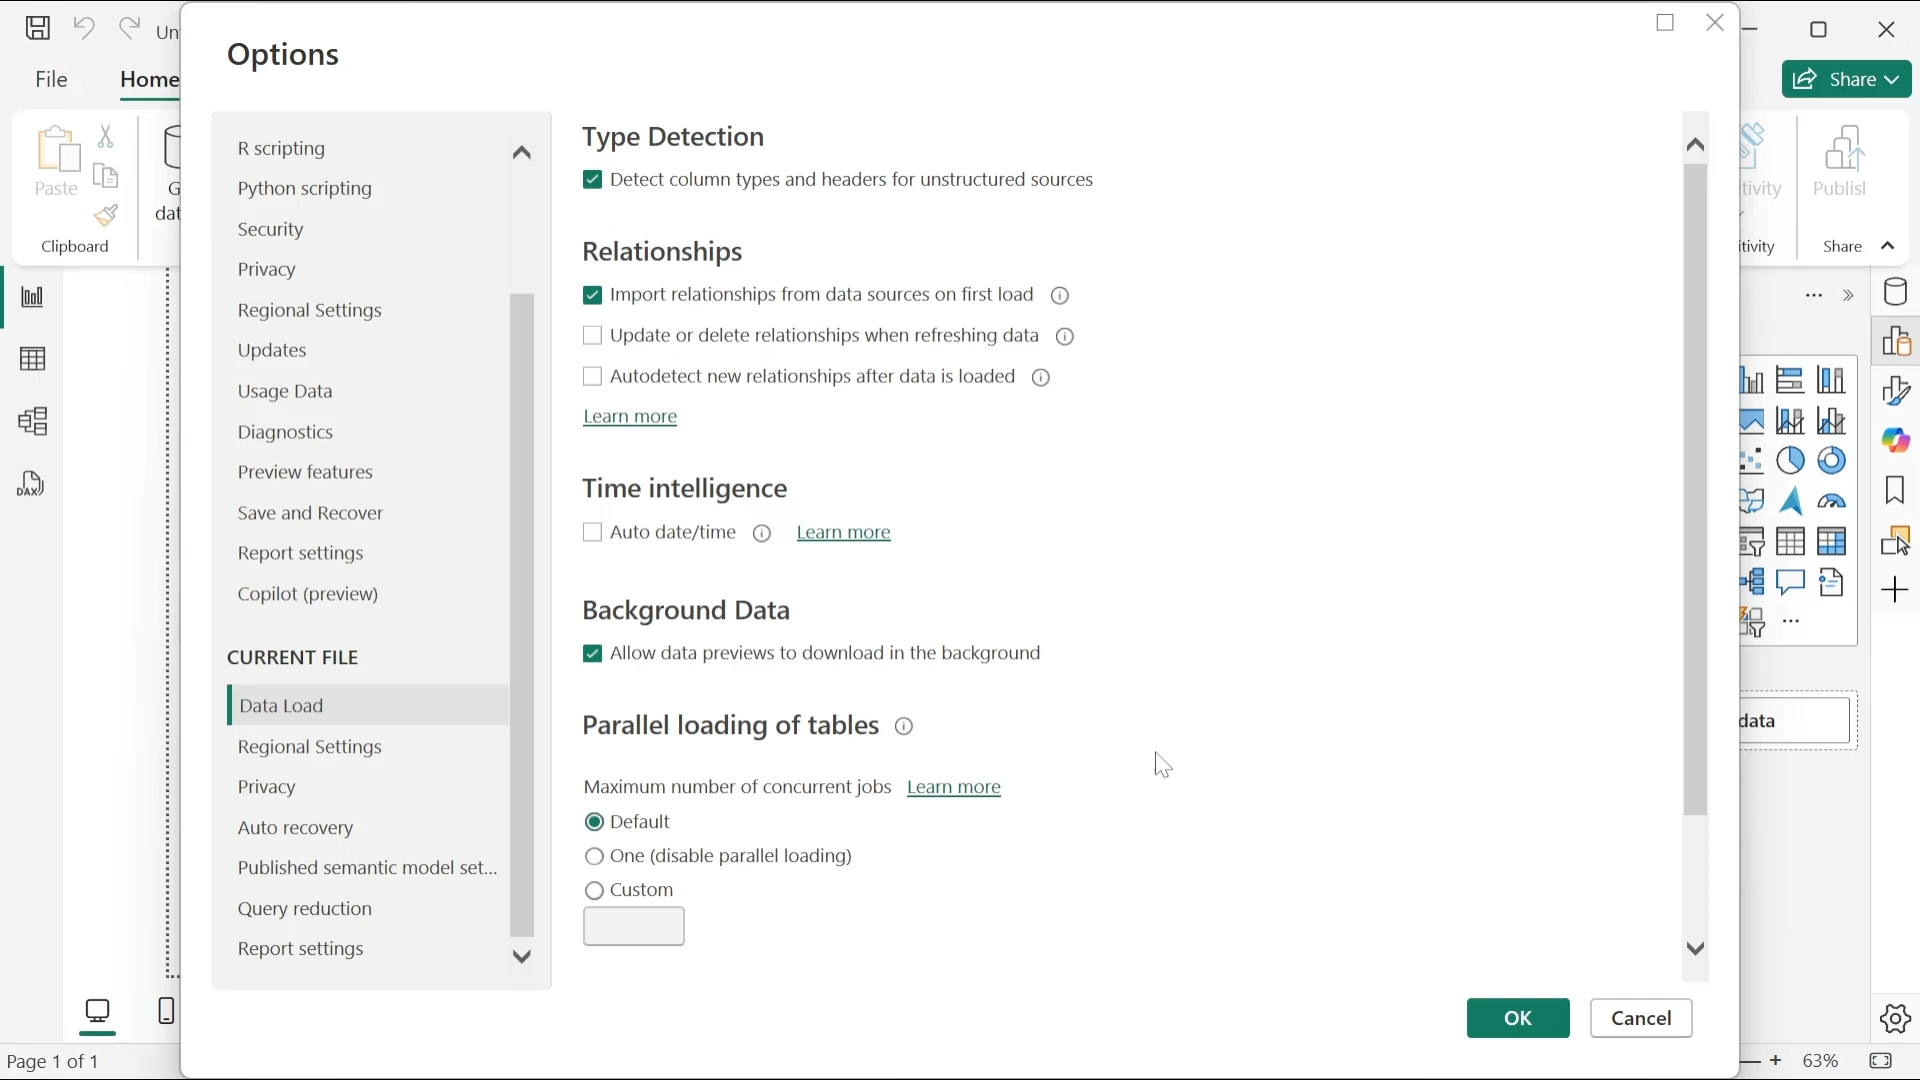 Un
Options
File
Home
Share
Paste
G
dat
Clipboard
R scripting
Python scripting
Security
Privacy
Regional Settings
Updates
Usage Data
Diagnostics
Preview features
Save and Recover
Report settings
Copilot (preview)
CURRENT FILE
Data Load
Regional Settings
Privacy
Auto recovery
Published semantic model set...
Query reduction
Report settings
Type Detection
Detect column types and headers for unstructured sources
Relationships
Import relationships from data sources on first load
Update or delete relationships when refreshing data
Autodetect new relationships after data is loaded
Learn more
Time intelligence
Auto date/time Learn more
Background Data
Allow data previews to download in the background
Parallel loading of tables
Maximum number of concurrent jobs Learn more
Default
One (disable parallel loading)
Custom
OK
Cancel
tivity
Publisl
itivity
Share
DAX
data
Page 1 of 1
63%